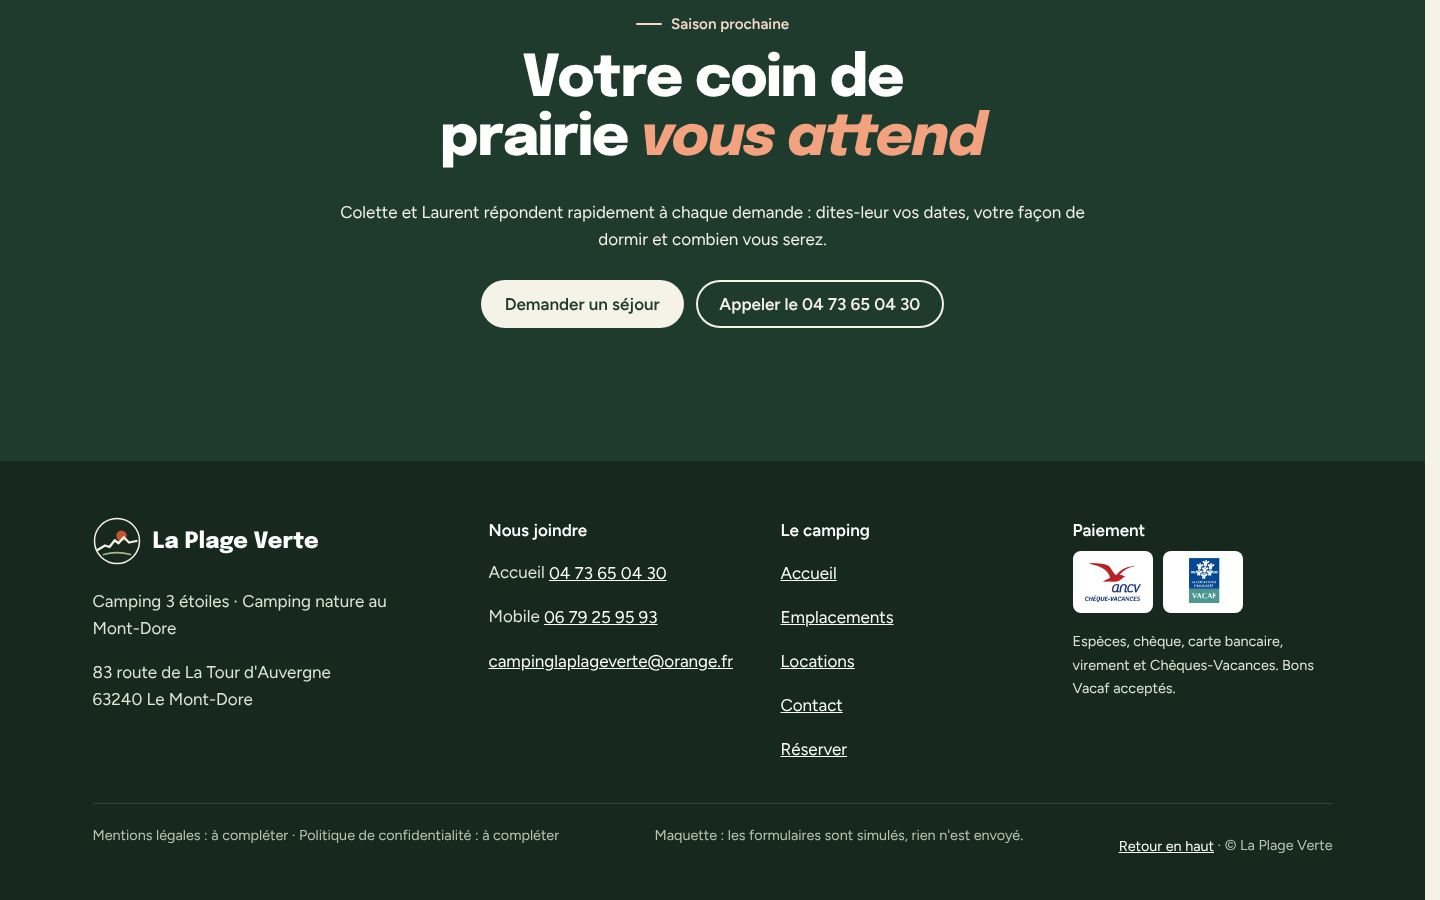 Saison prochaine
Votre coin de
prairie vous attend
Colette et Laurent répondent rapidement à chaque demande : dites-leur vos dates, votre façon de
dormir et combien vous serez.
Demander un séjour
Appeler le 04 73 65 04 30
La Plage Verte
Camping 3 étoiles · Camping nature au
Mont-Dore
83 route de La Tour d'Auvergne
63240 Le Mont-Dore
Nous joindre
Accueil 04 73 65 04 30
Mobile 06 79 25 95 93
campinglaplageverte@orange.fr
Le camping
Accueil
Emplacements
Locations
Contact
Réserver
Paiement
ancv
CHÈQUE-VACANCES
ALLOCATIONS
FAMILIALES
VACAF
Espèces, chèque, carte bancaire,
virement et Chèques-Vacances. Bons
Vacaf acceptés.
Mentions légales : à compléter · Politique de confidentialité : à compléter
Maquette : les formulaires sont simulés, rien n'est envoyé.
Retour en haut · © La Plage Verte